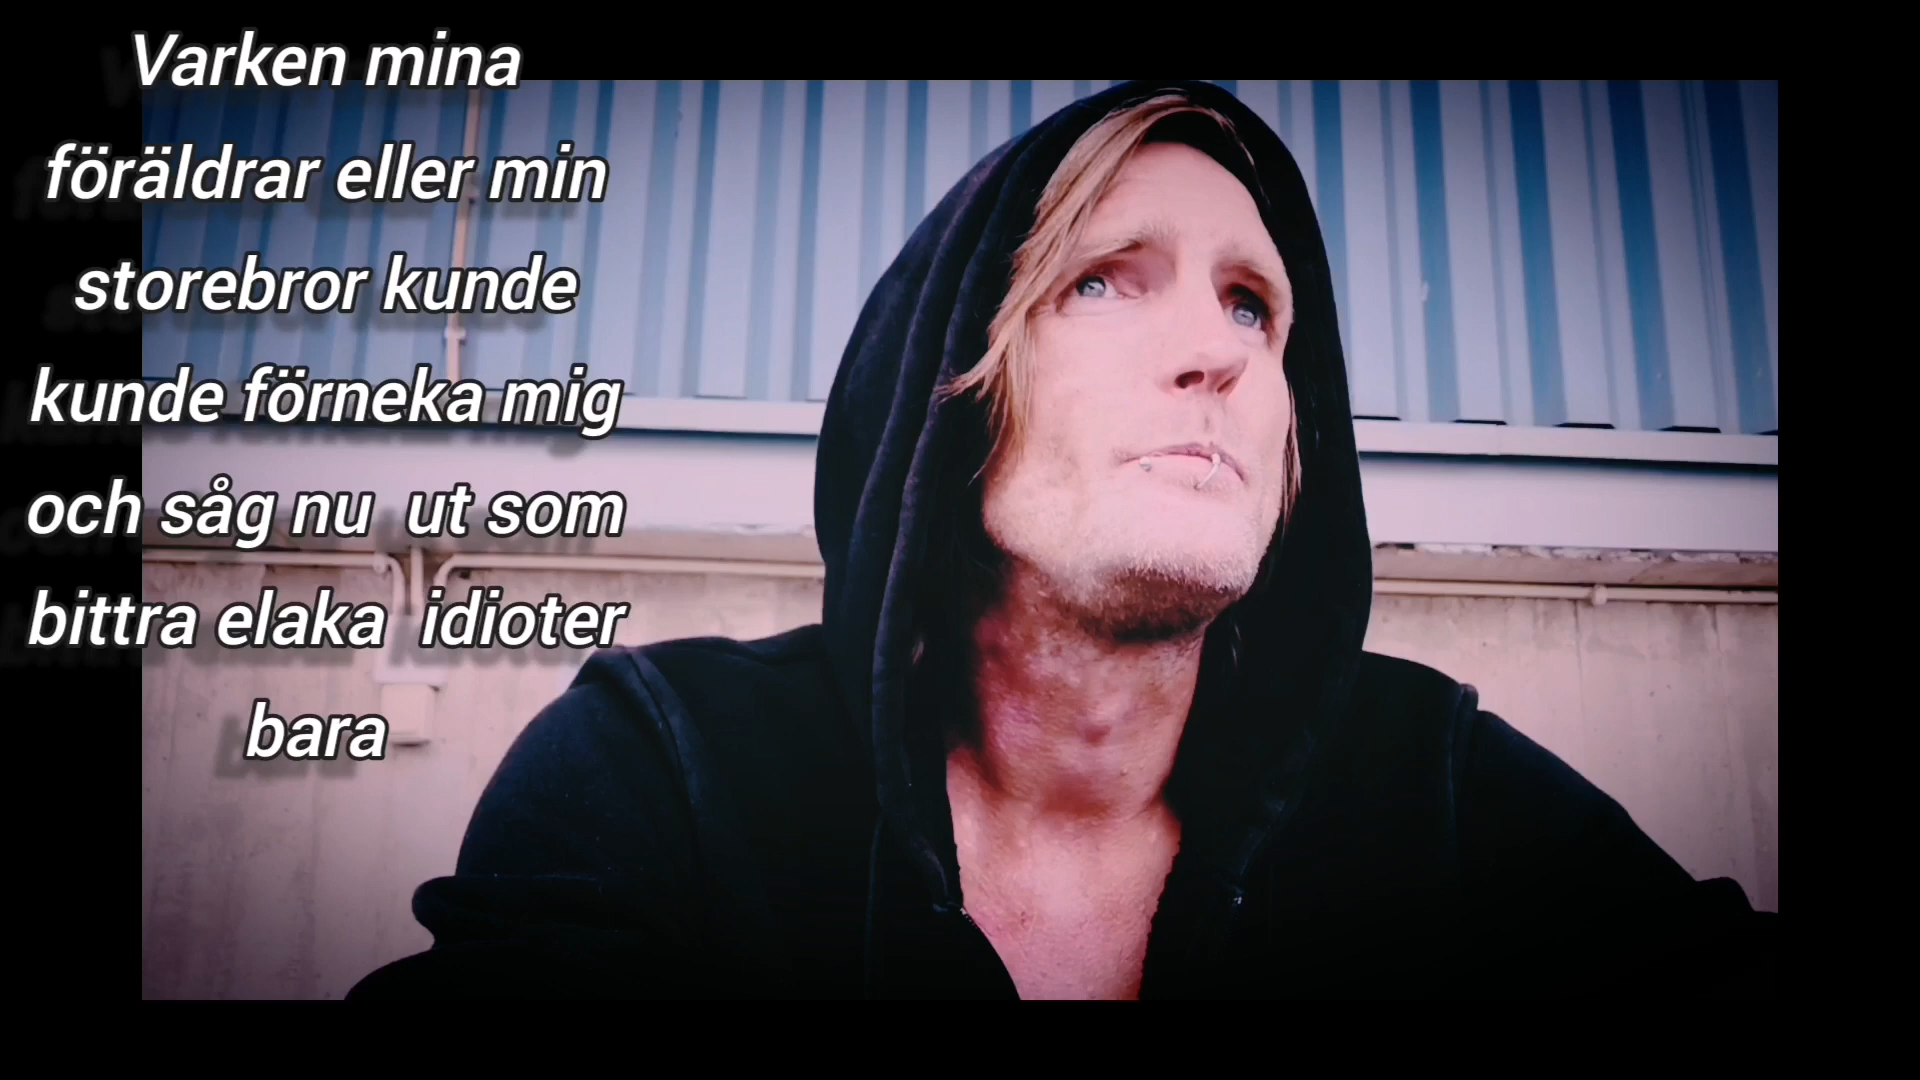 Varken mina
föräldrar eller min
storebror kunde
kunde förneka mig
och såg nu ut som
bittra elaka idioter
bara